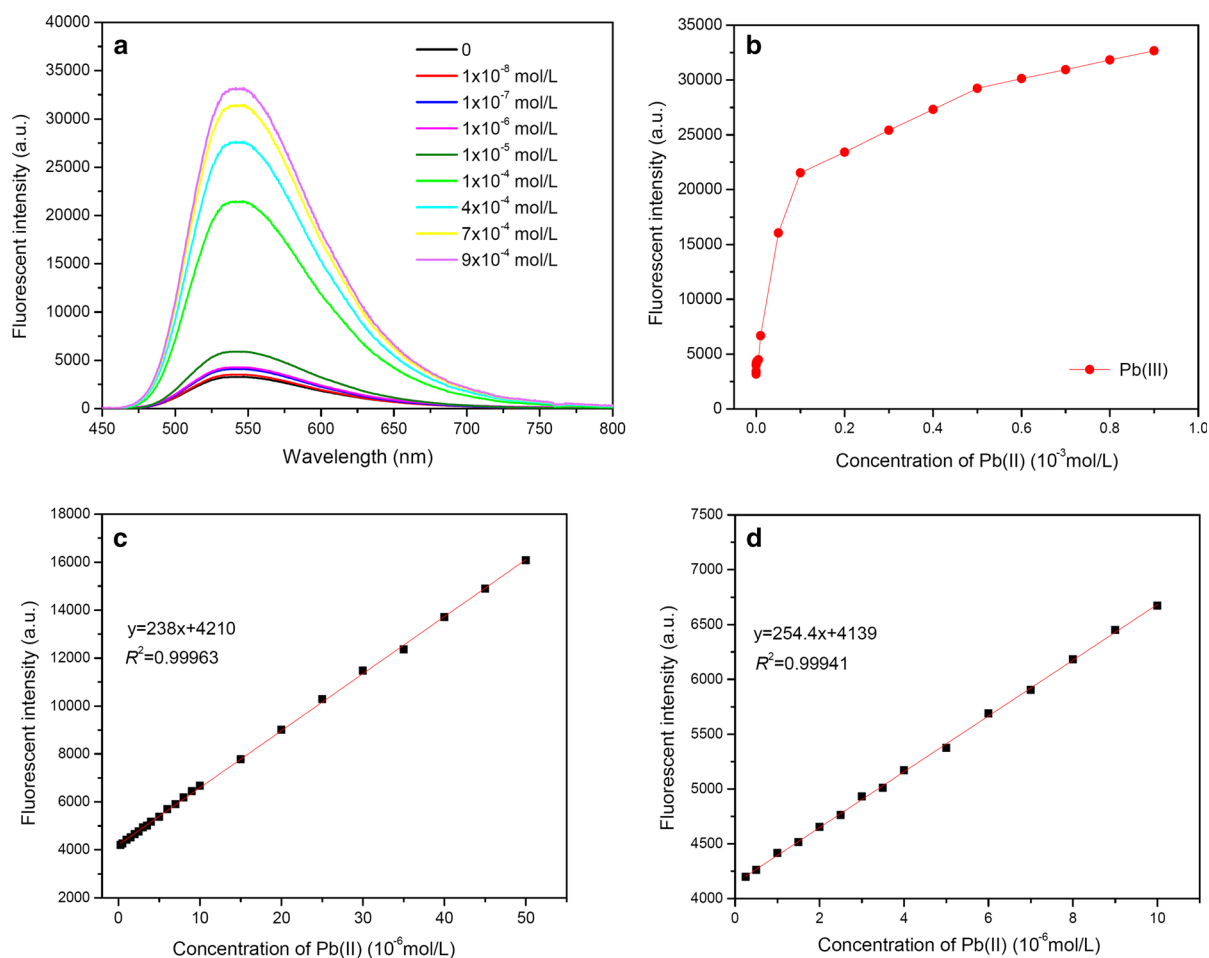 a
40000
35000
30000
25000
20000
15000
10000
5000
0
Fluorescent intensity (a.u.)
0
1x10⁻⁸ mol/L
1x10⁻⁷ mol/L
1x10⁻⁶ mol/L
1x10⁻⁵ mol/L
1x10⁻⁴ mol/L
4x10⁻⁴ mol/L
7x10⁻⁴ mol/L
9x10⁻⁴ mol/L
450 500 550 600 650 700 750 800
Wavelength (nm)
b
35000
30000
25000
20000
15000
10000
5000
0
Fluorescent intensity (a.u.)
Pb(III)
0.0 0.2 0.4 0.6 0.8 1.0
Concentration of Pb(II) (10⁻³mol/L)
c
18000
16000
14000
12000
10000
8000
6000
4000
2000
Fluorescent intensity (a.u.)
y=238x+4210
R²=0.99963
0 10 20 30 40 50
Concentration of Pb(II) (10⁻⁶mol/L)
d
7500
7000
6500
6000
5500
5000
4500
4000
Fluorescent intensity (a.u.)
y=254.4x+4139
R²=0.99941
0 2 4 6 8 10
Concentration of Pb(II) (10⁻⁶mol/L)